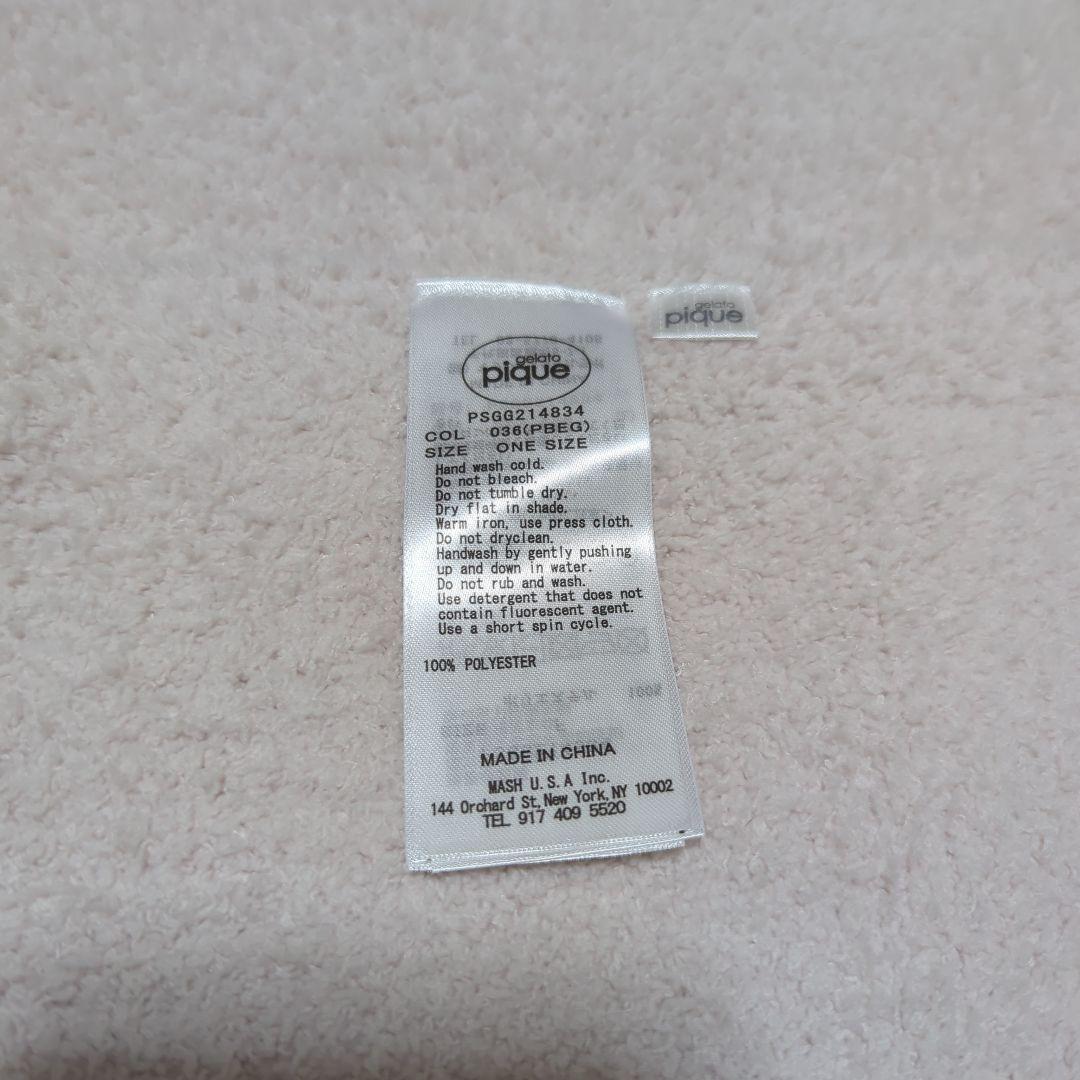 gelato
pique
gelato
pique
PSGG214834
COL 036(PBEG)
SIZE ONE SIZE
Hand wash cold.
Do not bleach.
Do not tumble dry.
Dry flat in shade.
Warm iron, use press cloth.
Do not dryclean.
Handwash by gently pushing
up and down in water.
Do not rub and wash.
Use detergent that does not
contain fluorescent agent.
Use a short spin cycle.
100% POLYESTER
MADE IN CHINA
MASH U.S.A Inc.
144 Orchard St, New York, NY 10002
TEL 917 409 5520